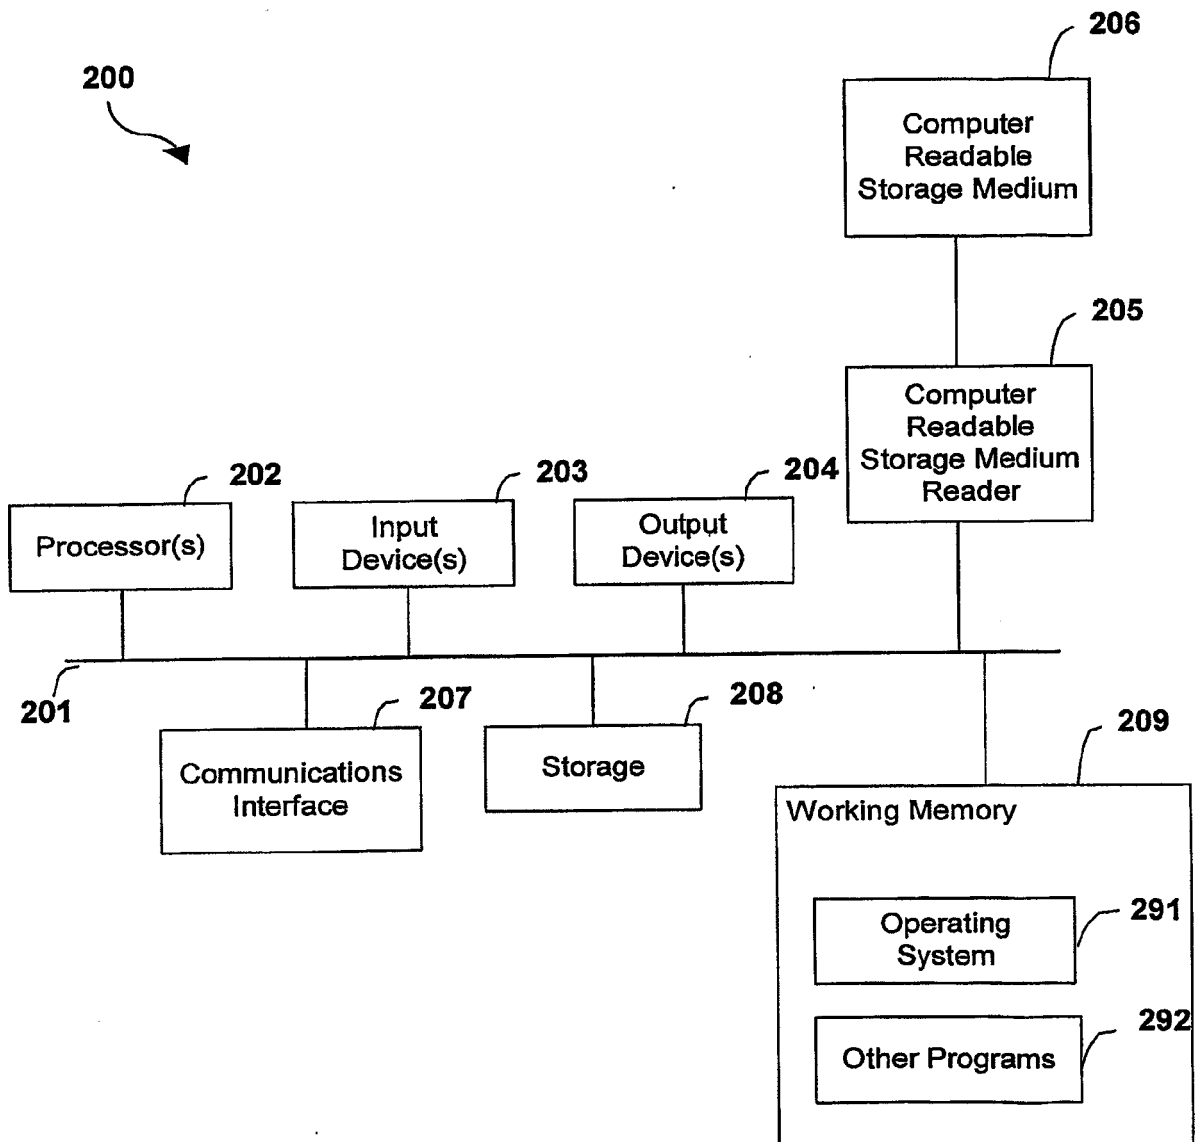 206
200
Computer
Readable
Storage Medium
205
Computer
Readable
Storage Medium
Reader
202
203
204
Processor(s)
Input
Device(s)
Output
Device(s)
201
207
208
209
Communications
Interface
Storage
Working Memory
291
Operating
System
292
Other Programs